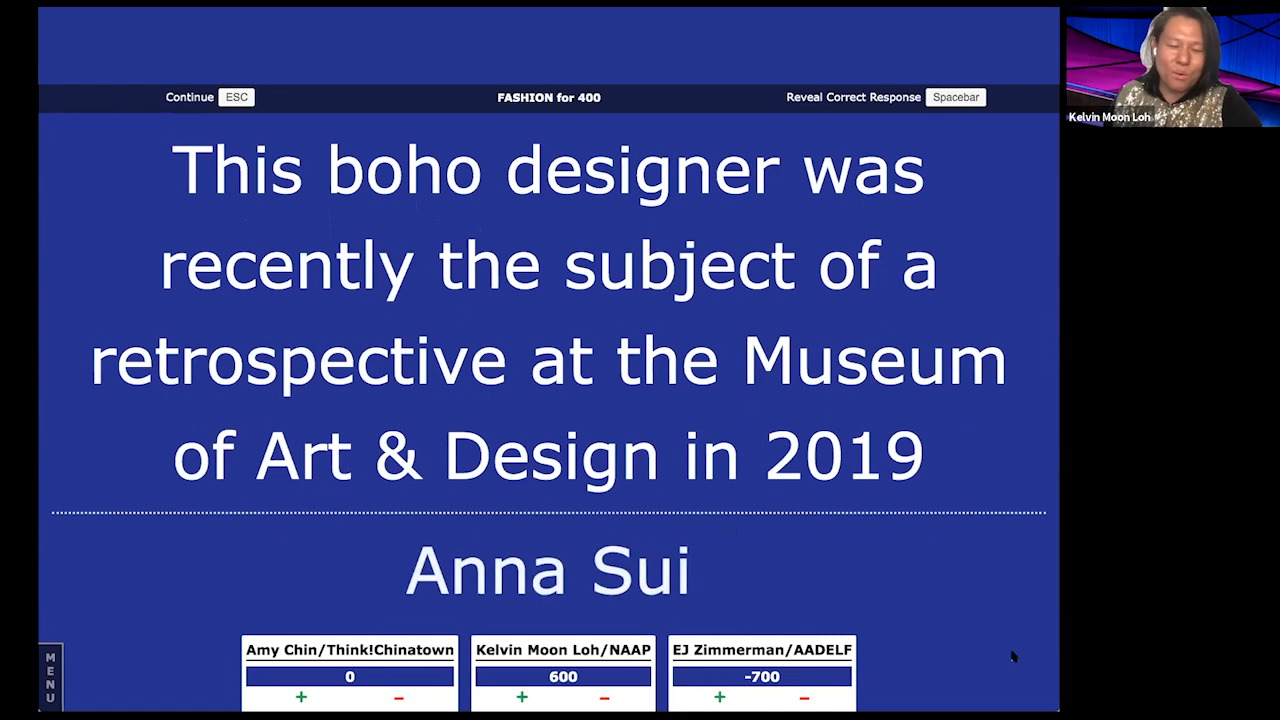 Continue ESC
FASHION for 400
Reveal Correct Response Spacebar
Kelvin Moon Loh
This boho designer was
recently the subject of a
retrospective at the Museum
of Art & Design in 2019
Anna Sui
MENU
Amy Chin/Think!Chinatown
0
+ −
Kelvin Moon Loh/NAAP
600
+ −
EJ Zimmerman/AADELF
-700
+ −